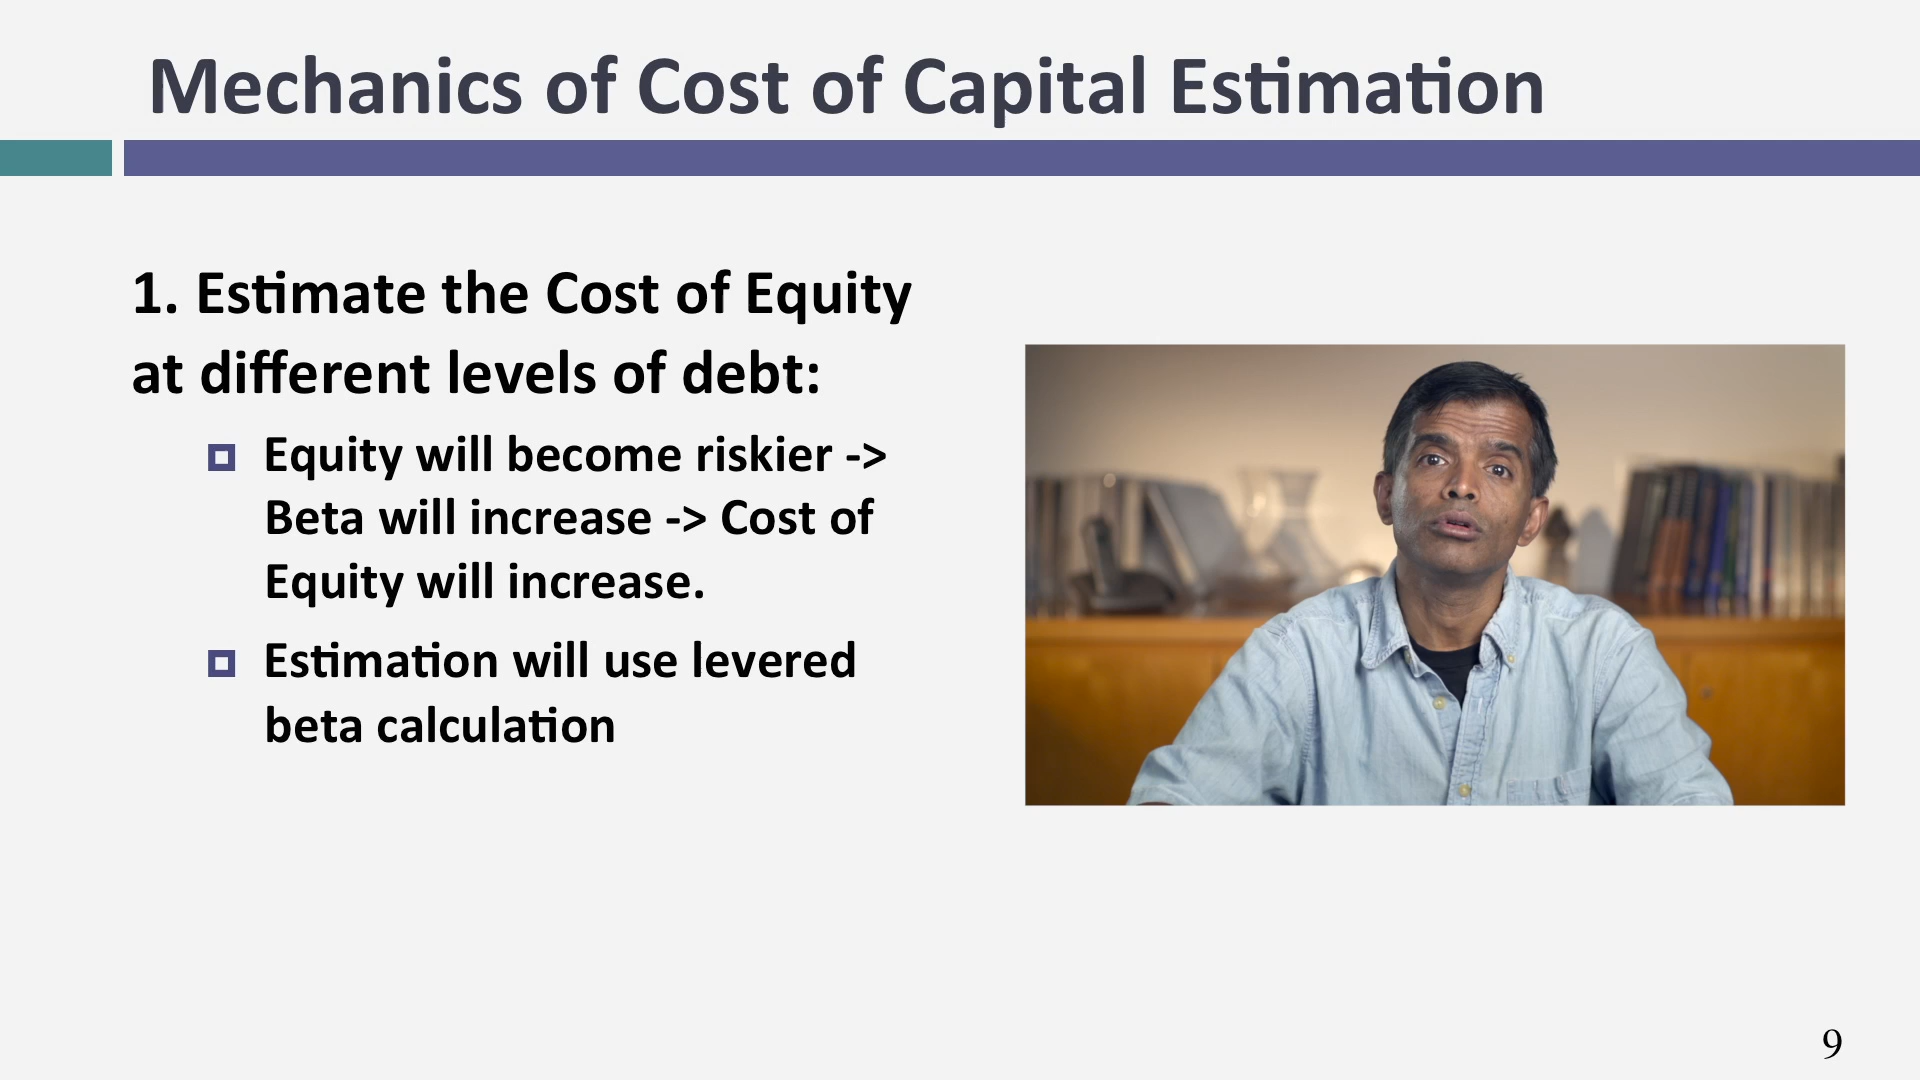 Mechanics of Cost of Capital Estimation
1. Estimate the Cost of Equity
at different levels of debt:
Equity will become riskier ->
Beta will increase -> Cost of
Equity will increase.
Estimation will use levered
beta calculation
9